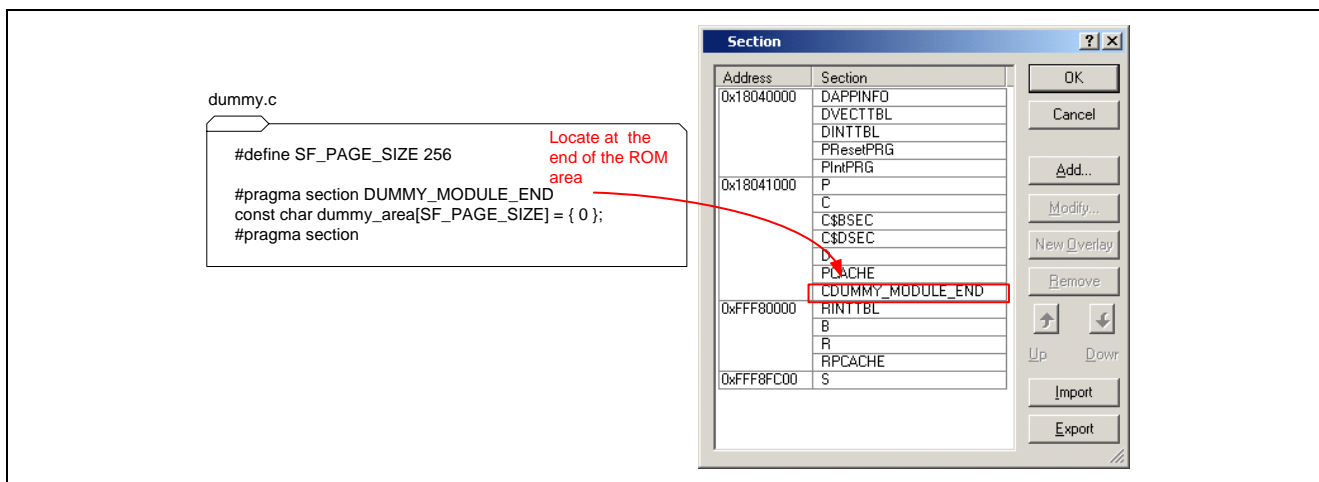 dummy.c
#define SF_PAGE_SIZE 256
#pragma section DUMMY_MODULE_END
const char dummy_area[SF_PAGE_SIZE] = { 0 };
#pragma section
Locate at the
end of the ROM
area
Section
Address Section
0x18040000 DAPPINFO
DVECTTBL
DINTTBL
PResetPRG
PIntPRG
0x18041000 P
C
C$BSEC
C$DSEC
D
PCACHE
CDUMMY_MODULE_END
0xFFF80000 RINTTBL
B
R
RPCACHE
0xFFF8FC00 S
OK
Cancel
Add...
Modify...
New Overlay
Remove
Up Down
Import
Export